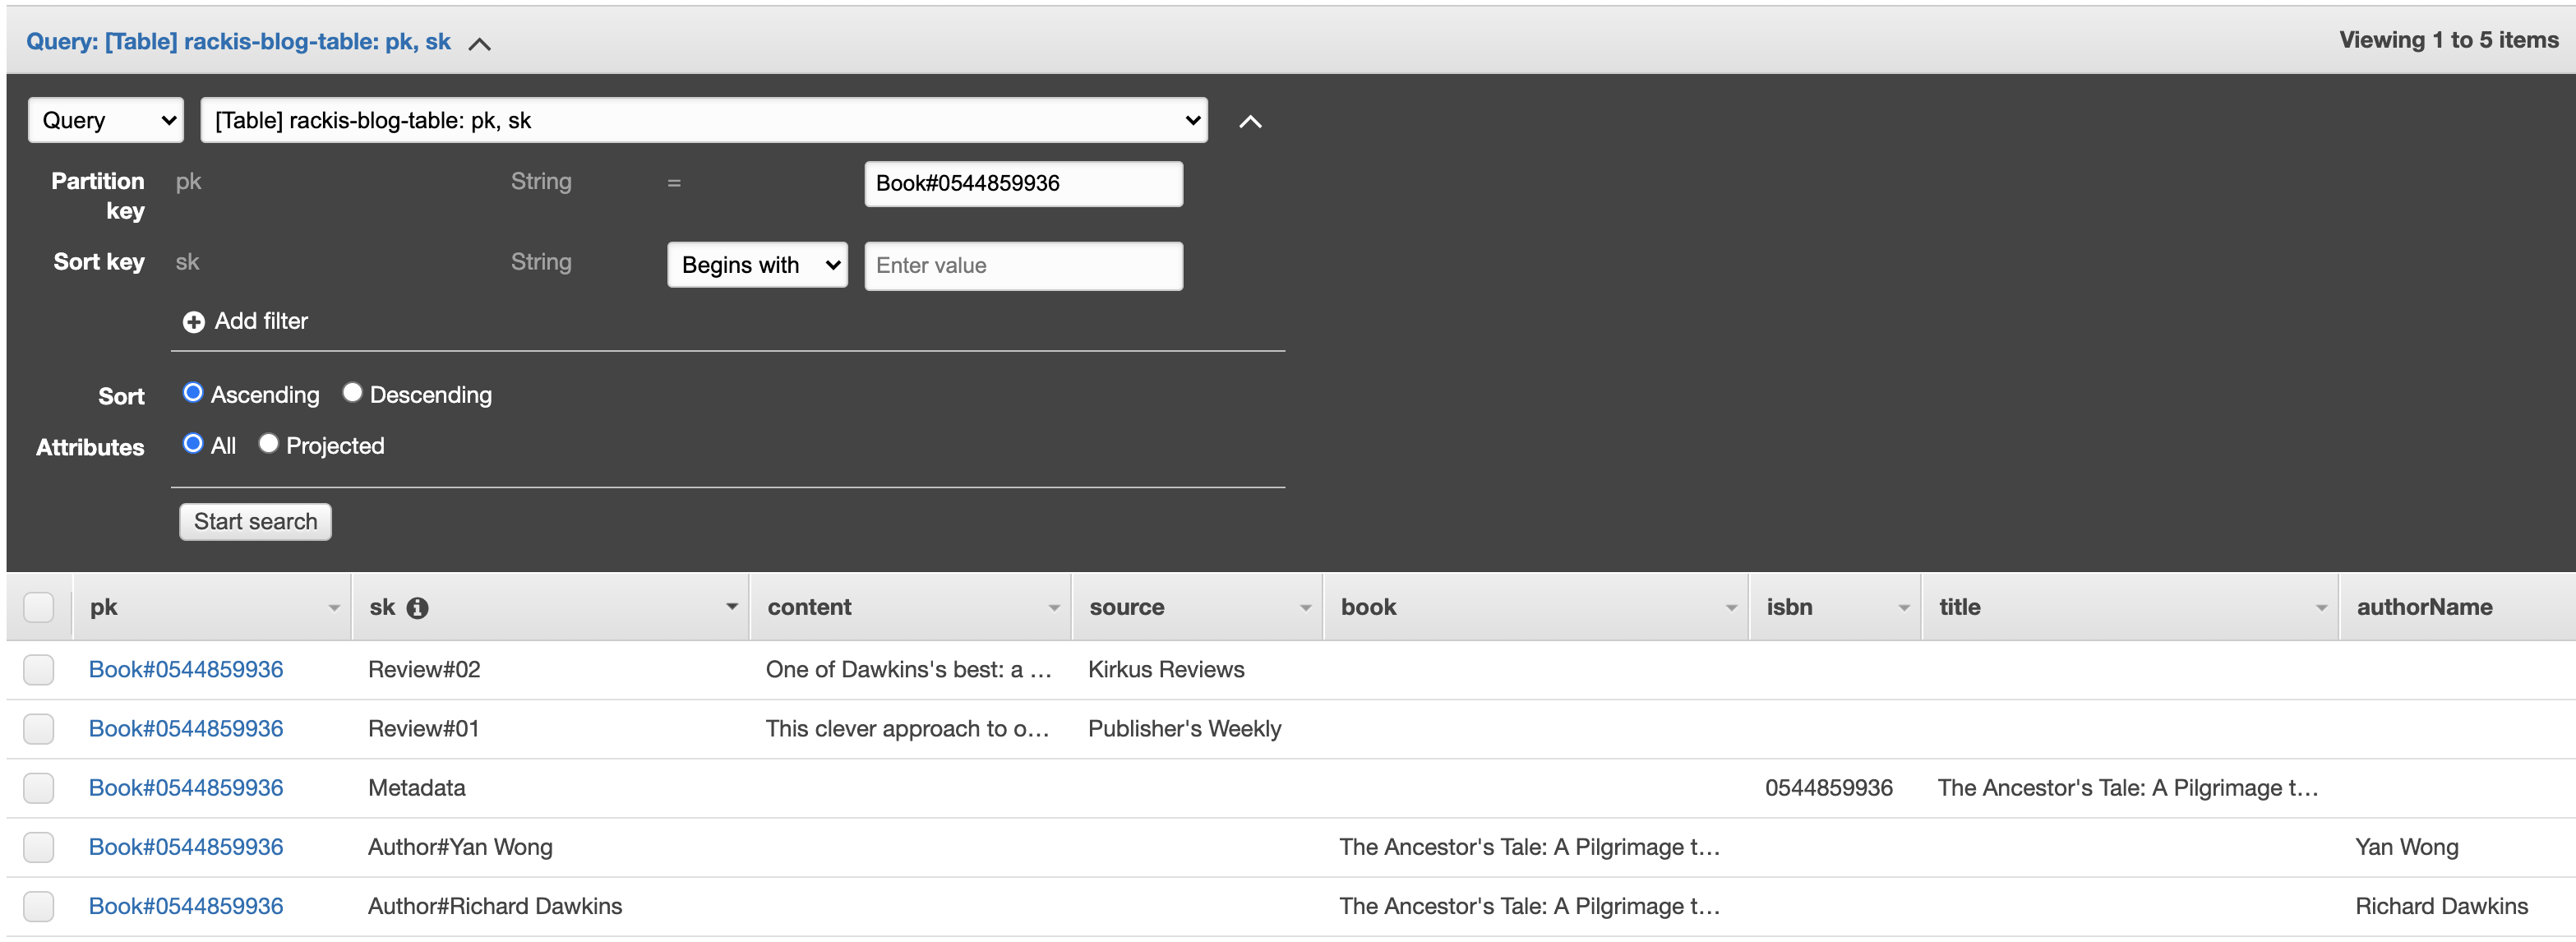 Query: [Table] rackis-blog-table: pk, sk
Viewing 1 to 5 items
Query [Table] rackis-blog-table: pk, sk
Partition key pk String = Book#0544859936
Sort key sk String Begins with Enter value
Add filter
Sort Ascending Descending
Attributes All Projected
Start search
pk sk content source book isbn title authorName
Book#0544859936 Review#02 One of Dawkins's best: a ... Kirkus Reviews
Book#0544859936 Review#01 This clever approach to o... Publisher's Weekly
Book#0544859936 Metadata 0544859936 The Ancestor's Tale: A Pilgrimage t...
Book#0544859936 Author#Yan Wong The Ancestor's Tale: A Pilgrimage t... Yan Wong
Book#0544859936 Author#Richard Dawkins The Ancestor's Tale: A Pilgrimage t... Richard Dawkins